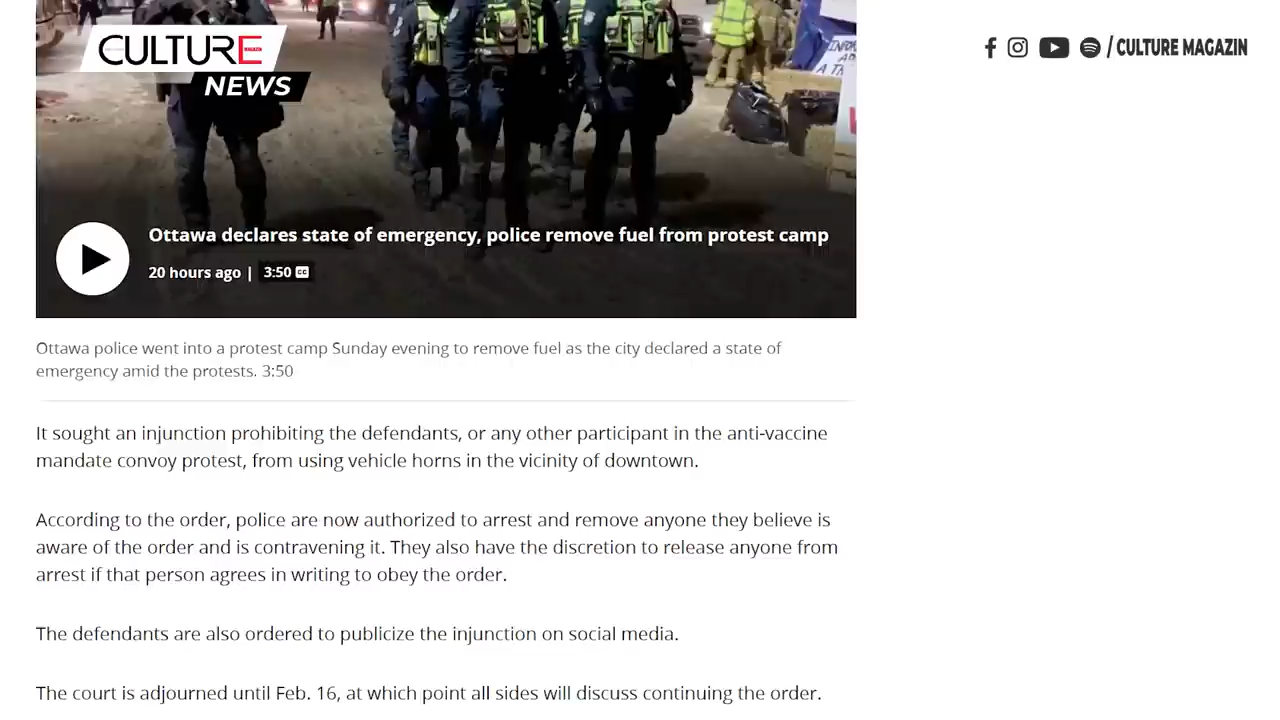 CULTURE
NEWS
/ CULTURE MAGAZIN
Ottawa declares state of emergency, police remove fuel from protest camp
20 hours ago | 3:50 CC
Ottawa police went into a protest camp Sunday evening to remove fuel as the city declared a state of
emergency amid the protests. 3:50
It sought an injunction prohibiting the defendants, or any other participant in the anti-vaccine
mandate convoy protest, from using vehicle horns in the vicinity of downtown.
According to the order, police are now authorized to arrest and remove anyone they believe is
aware of the order and is contravening it. They also have the discretion to release anyone from
arrest if that person agrees in writing to obey the order.
The defendants are also ordered to publicize the injunction on social media.
The court is adjourned until Feb. 16, at which point all sides will discuss continuing the order.